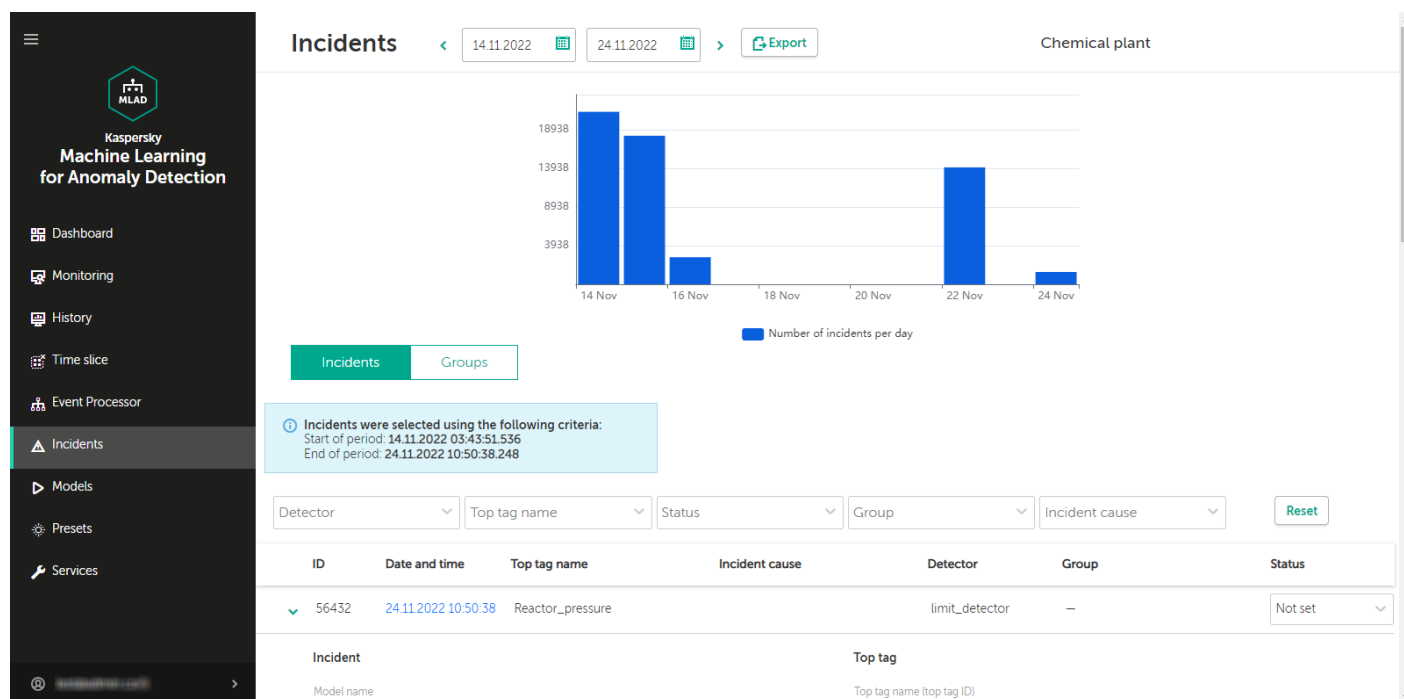 Incidents
14.11.2022
24.11.2022
Export
Chemical plant
MLAD
Kaspersky
Machine Learning
for Anomaly Detection
Dashboard
Monitoring
History
Time slice
Event Processor
Incidents
Models
Presets
Services
18938
13938
8938
3938
14 Nov 16 Nov 18 Nov 20 Nov 22 Nov 24 Nov
Number of incidents per day
Incidents Groups
Incidents were selected using the following criteria:
Start of period: 14.11.2022 03:43:51.536
End of period: 24.11.2022 10:50:38.248
Detector Top tag name Status Group Incident cause Reset
ID Date and time Top tag name Incident cause Detector Group Status
56432 24.11.2022 10:50:38 Reactor_pressure limit_detector — Not set
Incident Top tag
Model name Top tag name (top tag ID)